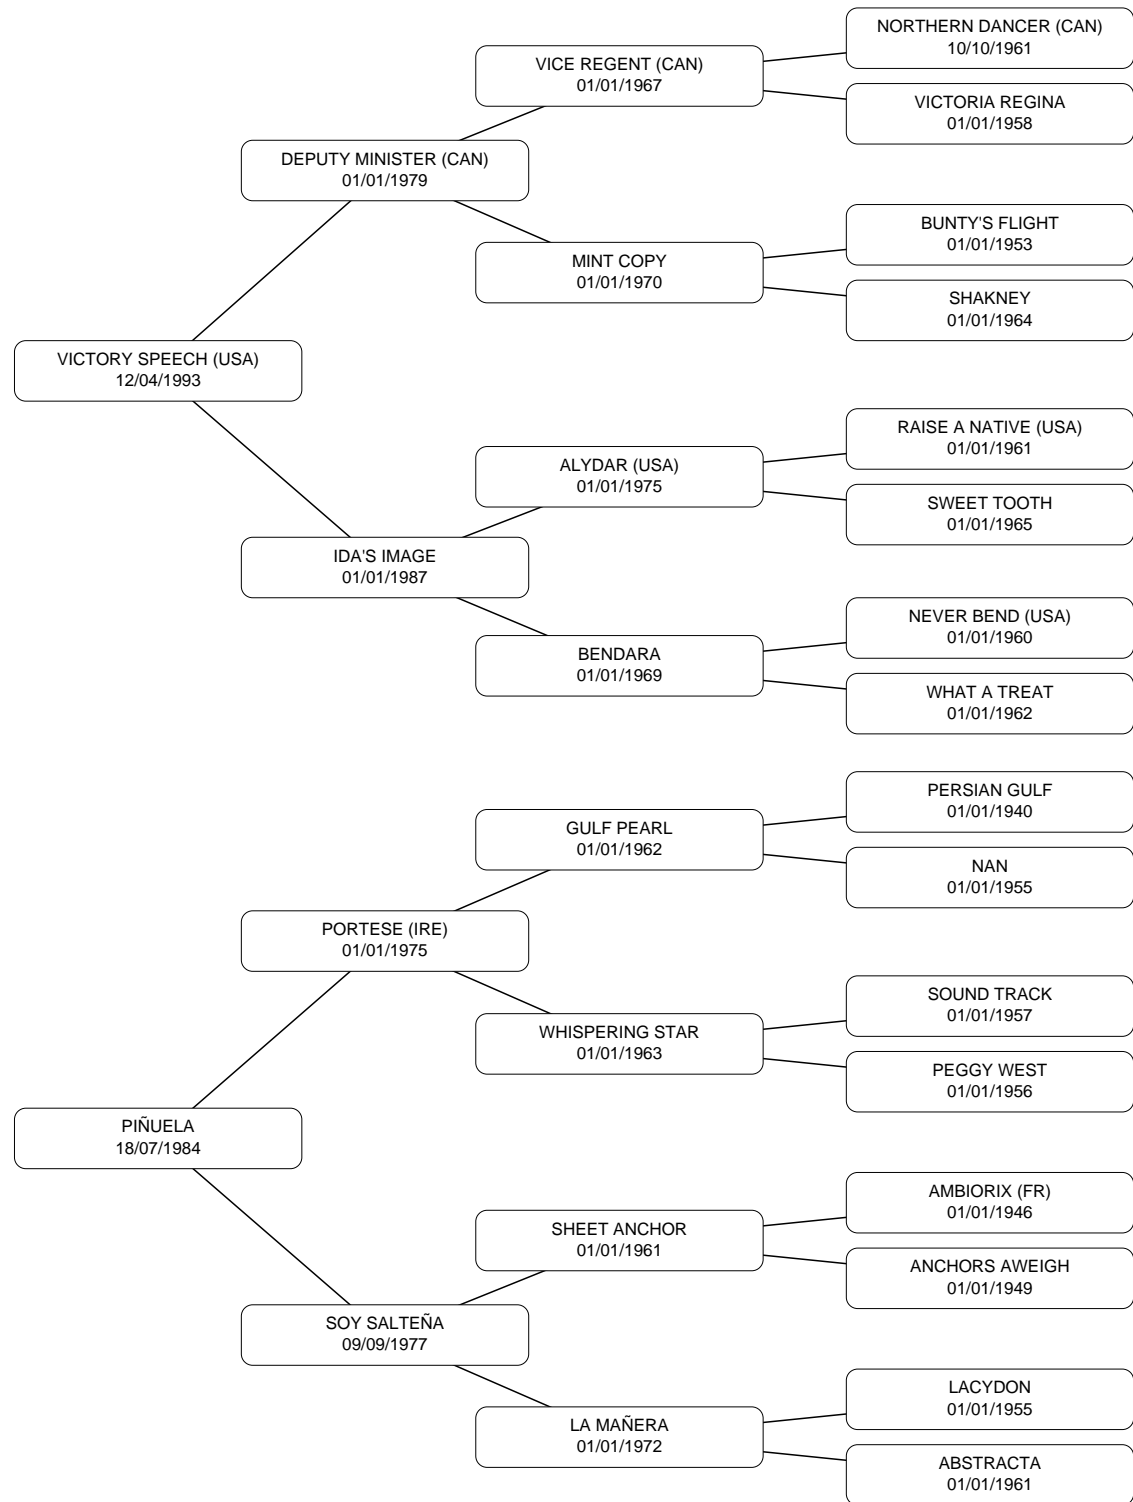 NORTHERN DANCER (CAN)
10/10/1961
VICE REGENT (CAN)
01/01/1967
VICTORIA REGINA
01/01/1958
DEPUTY MINISTER (CAN)
01/01/1979
BUNTY'S FLIGHT
01/01/1953
MINT COPY
01/01/1970
SHAKNEY
01/01/1964
VICTORY SPEECH (USA)
12/04/1993
RAISE A NATIVE (USA)
01/01/1961
ALYDAR (USA)
01/01/1975
SWEET TOOTH
01/01/1965
IDA'S IMAGE
01/01/1987
NEVER BEND (USA)
01/01/1960
BENDARA
01/01/1969
WHAT A TREAT
01/01/1962
PERSIAN GULF
01/01/1940
GULF PEARL
01/01/1962
NAN
01/01/1955
PORTESE (IRE)
01/01/1975
SOUND TRACK
01/01/1957
WHISPERING STAR
01/01/1963
PEGGY WEST
01/01/1956
PIÑUELA
18/07/1984
AMBIORIX (FR)
01/01/1946
SHEET ANCHOR
01/01/1961
ANCHORS AWEIGH
01/01/1949
SOY SALTEÑA
09/09/1977
LACYDON
01/01/1955
LA MAÑERA
01/01/1972
ABSTRACTA
01/01/1961